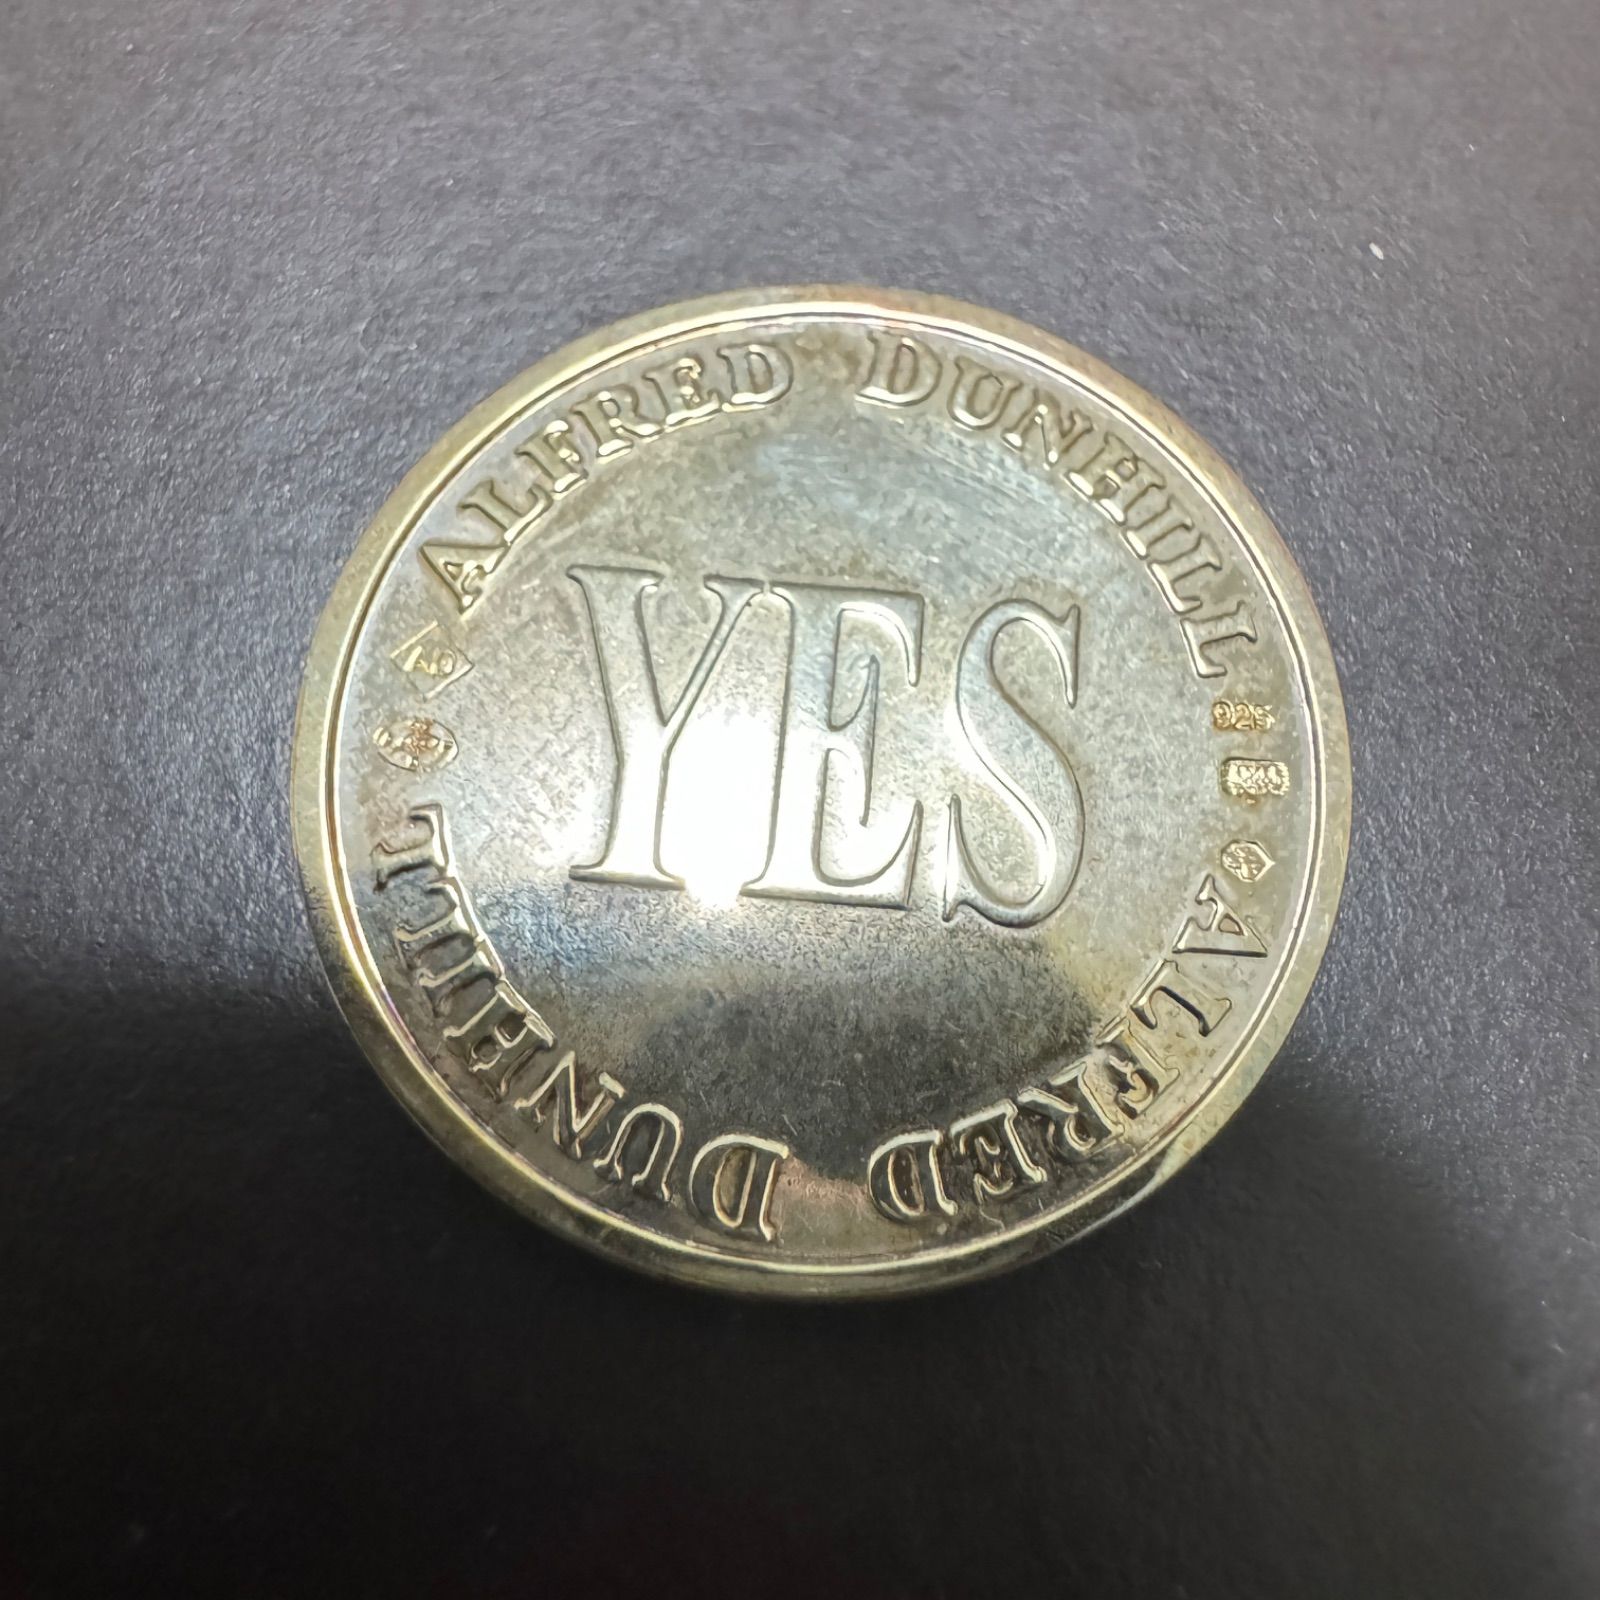 ALFRED DUNHILL
YES
925
ALFRED DUNHILL